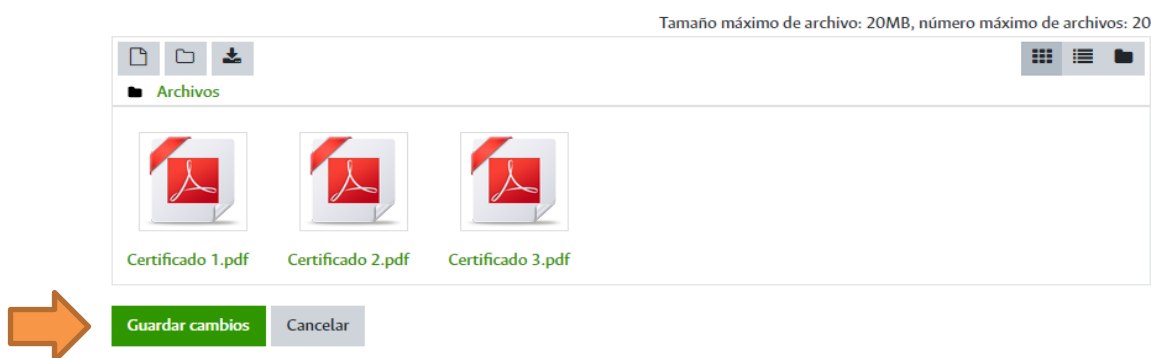 Tamaño máximo de archivo: 20MB, número máximo de archivos: 20
Archivos
Certificado 1.pdf Certificado 2.pdf Certificado 3.pdf
Guardar cambios Cancelar